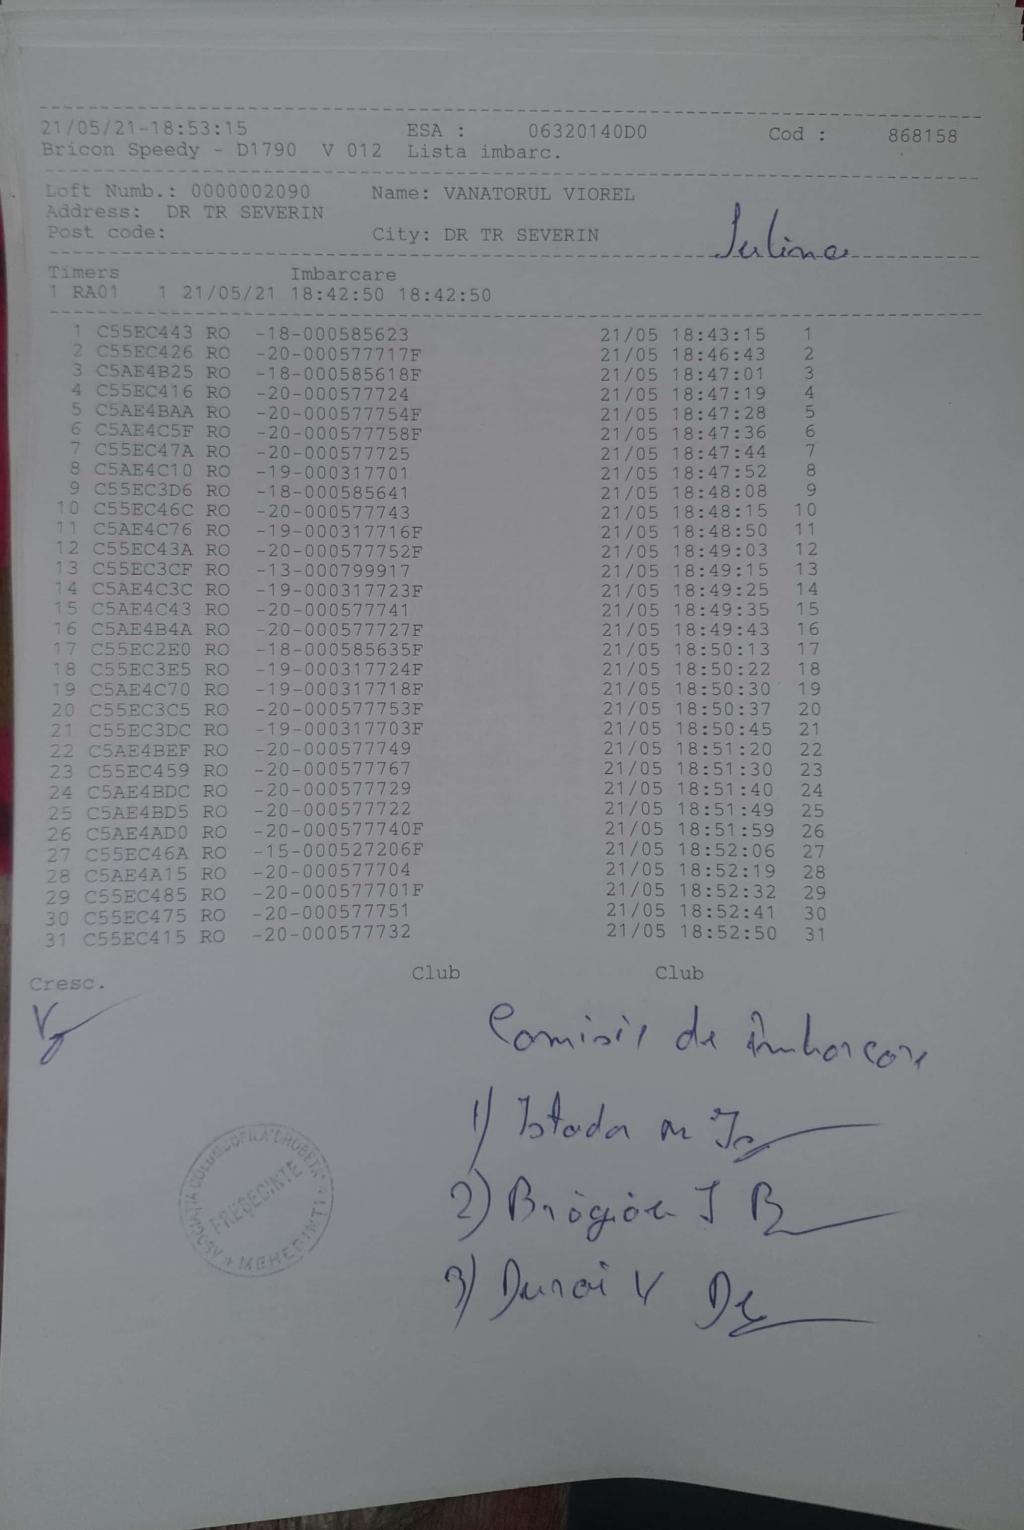 21/05/21-18:53:15 ESA : 06320140D0 Cod : 868158
Bricon Speedy - D1790 V 012 Lista imbarc.
Loft Numb.: 0000002090 Name: VANATORUL VIOREL
Address: DR TR SEVERIN
Post code: City: DR TR SEVERIN
Sulina
Timers Imbarcare
1 RA01 1 21/05/21 18:42:50 18:42:50
1 C55EC443 RO -18-000585623 21/05 18:43:15 1
2 C55EC426 RO -20-000577717F 21/05 18:46:43 2
3 C5AE4B25 RO -18-000585618F 21/05 18:47:01 3
4 C55EC416 RO -20-000577724 21/05 18:47:19 4
5 C5AE4BAA RO -20-000577754F 21/05 18:47:28 5
6 C5AE4C5F RO -20-000577758F 21/05 18:47:36 6
7 C55EC47A RO -20-000577725 21/05 18:47:44 7
8 C5AE4C10 RO -19-000317701 21/05 18:47:52 8
9 C55EC3D6 RO -18-000585641 21/05 18:48:08 9
10 C55EC46C RO -20-000577743 21/05 18:48:15 10
11 C5AE4C76 RO -19-000317716F 21/05 18:48:50 11
12 C55EC43A RO -20-000577752F 21/05 18:49:03 12
13 C55EC3CF RO -13-000799917 21/05 18:49:15 13
14 C5AE4C3C RO -19-000317723F 21/05 18:49:25 14
15 C5AE4C43 RO -20-000577741 21/05 18:49:35 15
16 C5AE4B4A RO -20-000577727F 21/05 18:49:43 16
17 C55EC2E0 RO -18-000585635F 21/05 18:50:13 17
18 C55EC3E5 RO -19-000317724F 21/05 18:50:22 18
19 C5AE4C70 RO -19-000317718F 21/05 18:50:30 19
20 C55EC3C5 RO -20-000577753F 21/05 18:50:37 20
21 C55EC3DC RO -19-000317703F 21/05 18:50:45 21
22 C5AE4BEF RO -20-000577749 21/05 18:51:20 22
23 C55EC459 RO -20-000577767 21/05 18:51:30 23
24 C5AE4BDC RO -20-000577729 21/05 18:51:40 24
25 C5AE4BD5 RO -20-000577722 21/05 18:51:49 25
26 C5AE4AD0 RO -20-000577740F 21/05 18:51:59 26
27 C55EC46A RO -15-000527206F 21/05 18:52:06 27
28 C5AE4A15 RO -20-000577704 21/05 18:52:19 28
29 C55EC485 RO -20-000577701F 21/05 18:52:32 29
30 C55EC475 RO -20-000577751 21/05 18:52:41 30
31 C55EC415 RO -20-000577732 21/05 18:52:50 31
Cresc. Club Club
Comisie de îmbarcare
1)
2)
3)
ASOCIATIA COLUMBOFILA DROBETA
PREȘEDINTE
MEHEDINTI